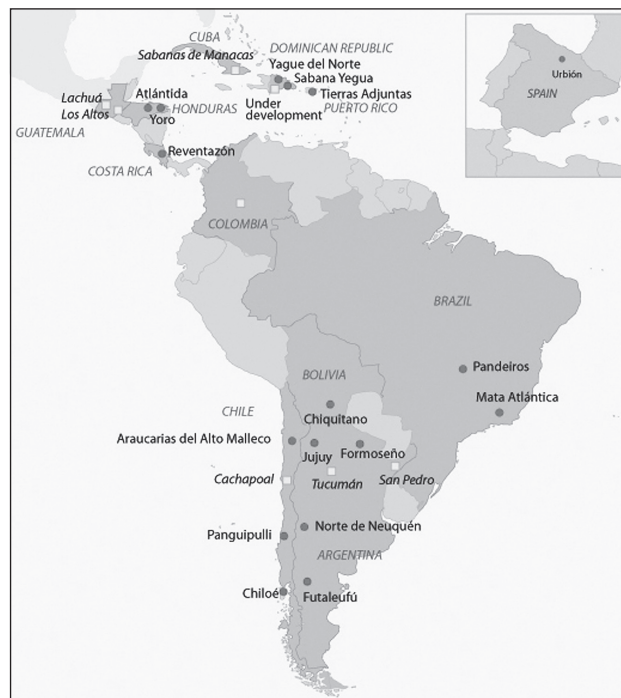 CUBA
Sabanas de Manacas
DOMINICAN REPUBLIC
Yague del Norte
Sabana Yegua
Tierras Adjuntas
PUERTO RICO
Under
development
Lachuá
Los Altos
GUATEMALA
Atlántida
HONDURAS
Yoro
Reventazón
COSTA RICA
Urbión
SPAIN
COLOMBIA
BRAZIL
Pandeiros
Mata Atlántica
BOLIVIA
Chiquitano
CHILE
Araucarias del Alto Malleco
Jujuy
Formoseño
Cachapoal
Tucumán
San Pedro
Panguipulli
Norte de Neuquén
ARGENTINA
Chiloé
Futaleufú